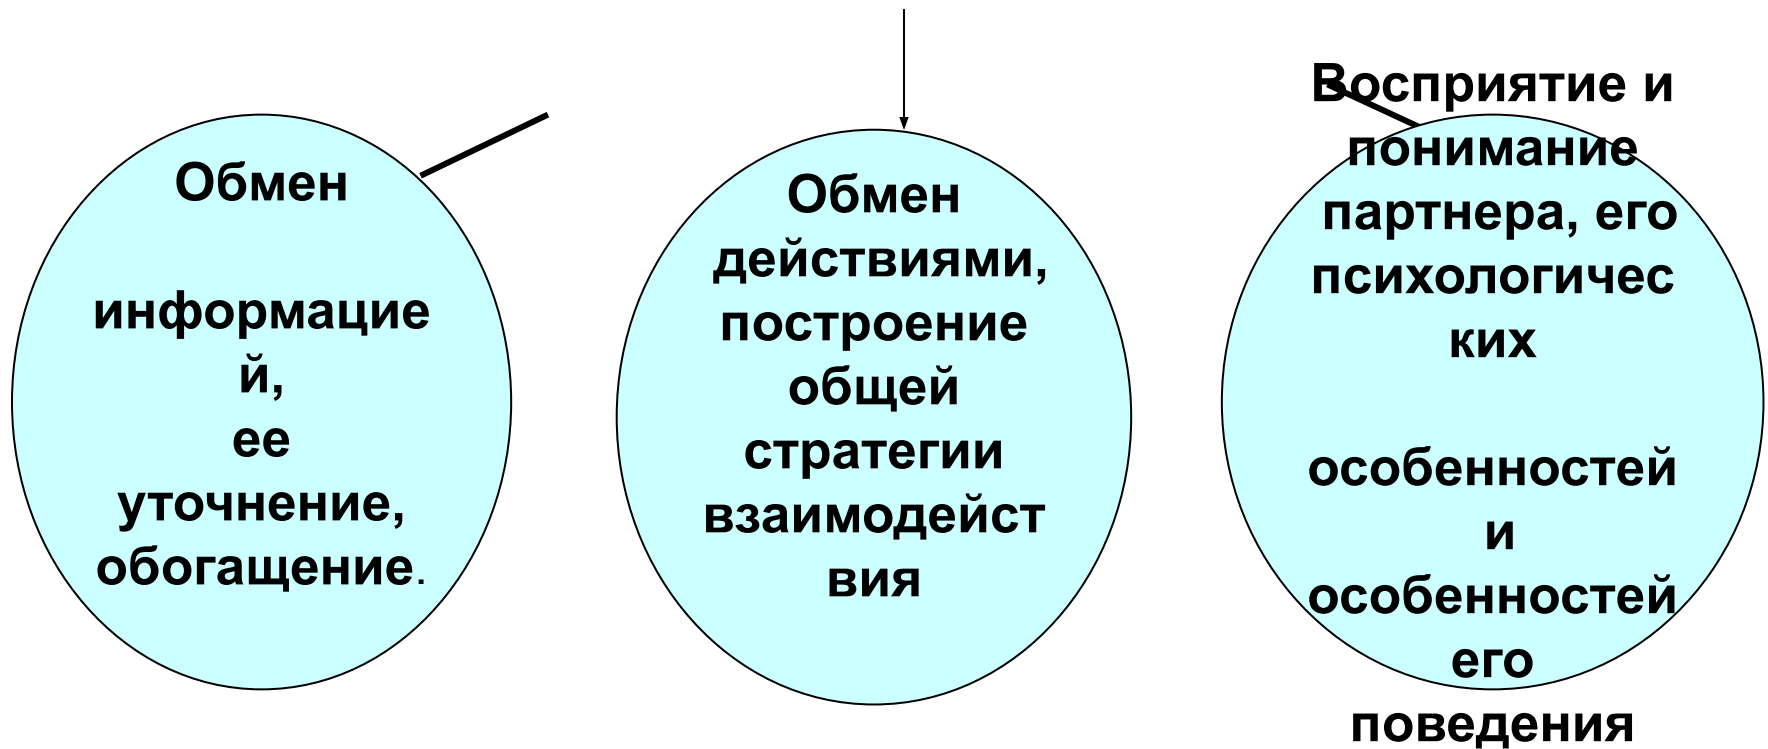 Обмен
информацие
й,
ее
уточнение,
обогащение.
Обмен
действиями,
построение
общей
стратегии
взаимодейст
вия
Восприятие и
понимание
партнера, его
психологичес
ких
особенностей
и
особенностей
его
поведения